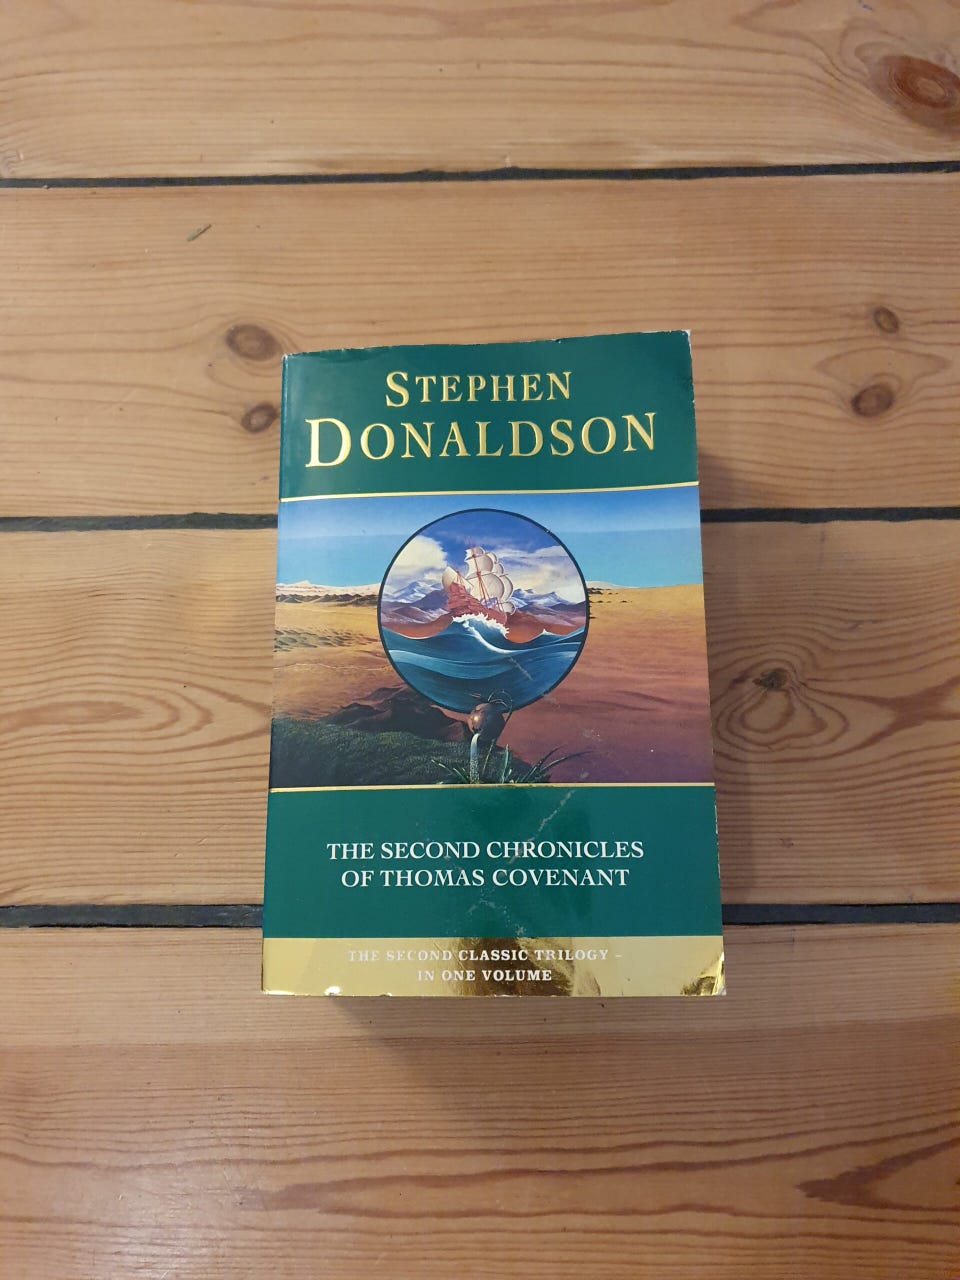 STEPHEN
DONALDSON
THE SECOND CHRONICLES
OF THOMAS COVENANT
THE SECOND CLASSIC TRILOGY –
IN ONE VOLUME